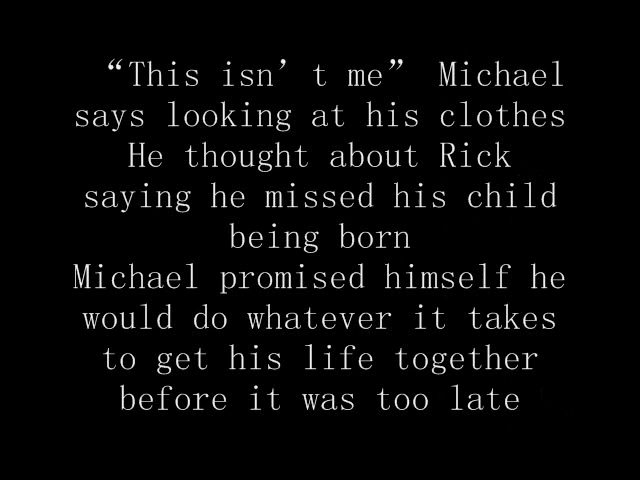 “This isn’t me” Michael
says looking at his clothes
He thought about Rick
saying he missed his child
being born
Michael promised himself he
would do whatever it takes
to get his life together
before it was too late